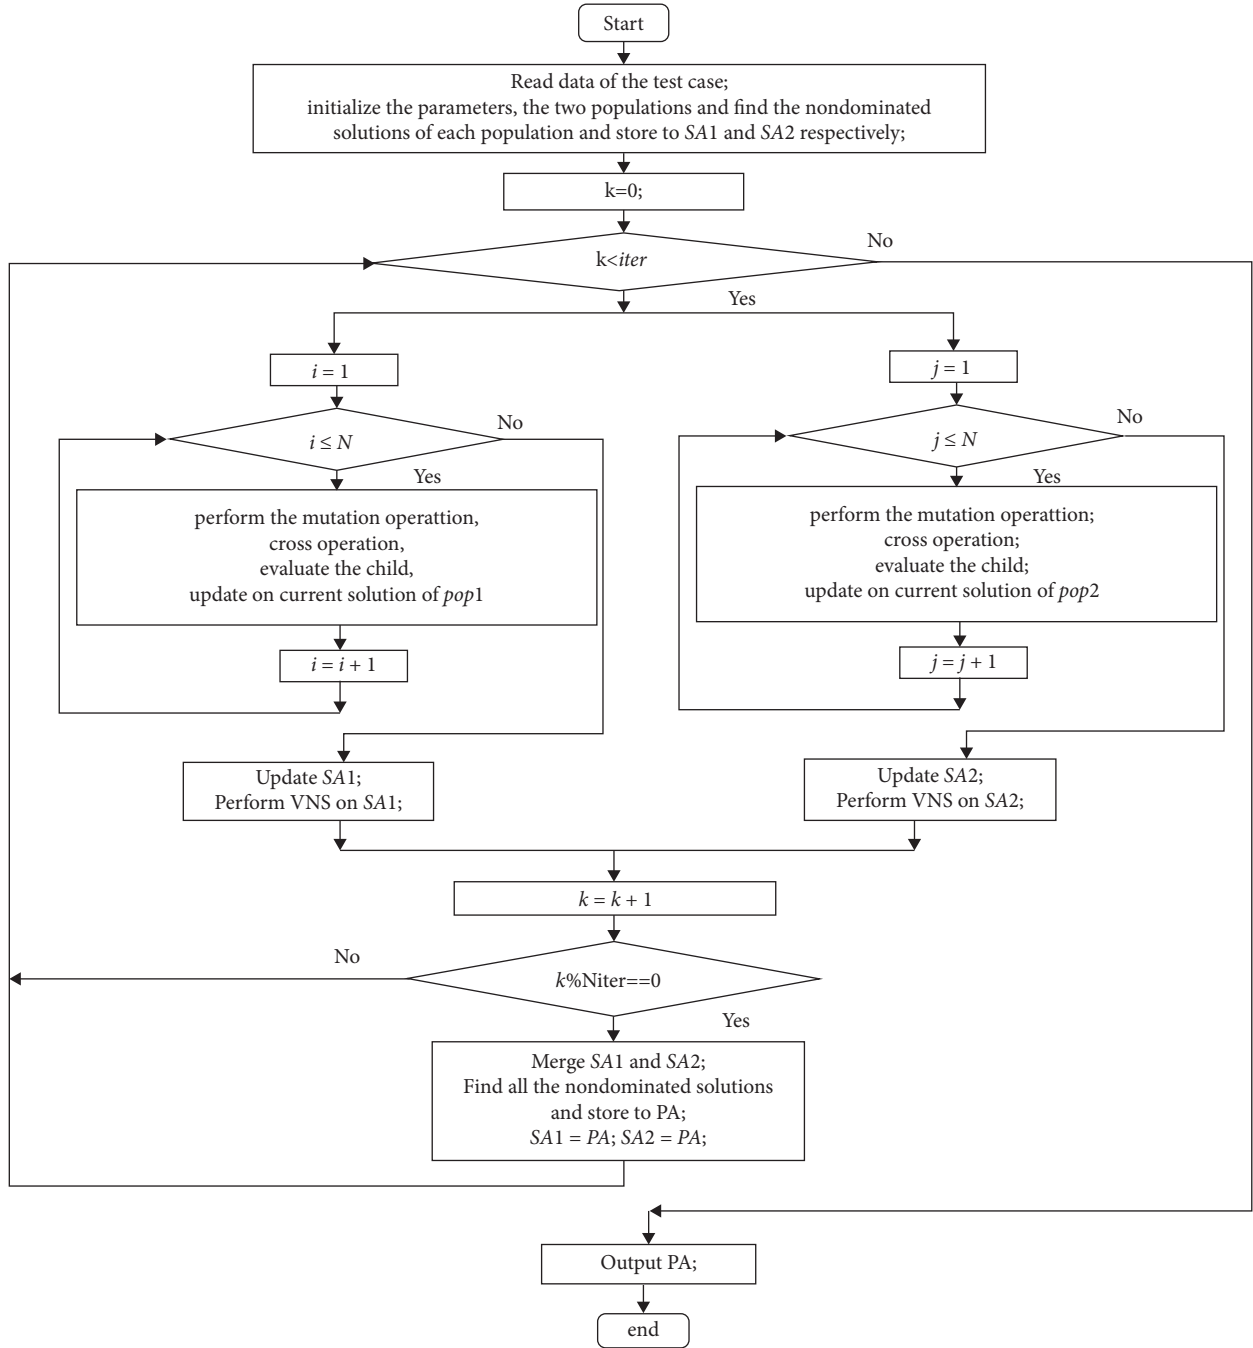 Start
Read data of the test case;
initialize the parameters, the two populations and find the nondominated
solutions of each population and store to SA1 and SA2 respectively;
k=0;
k<iter
No
Yes
i = 1
i ≤ N
No
Yes
perform the mutation operattion,
cross operation,
evaluate the child,
update on current solution of pop1
i = i + 1
Update SA1;
Perform VNS on SA1;
j = 1
j ≤ N
No
Yes
perform the mutation operattion;
cross operation;
evaluate the child;
update on current solution of pop2
j = j + 1
Update SA2;
Perform VNS on SA2;
k = k + 1
k%Niter==0
No
Yes
Merge SA1 and SA2;
Find all the nondominated solutions
and store to PA;
SA1 = PA; SA2 = PA;
Output PA;
end